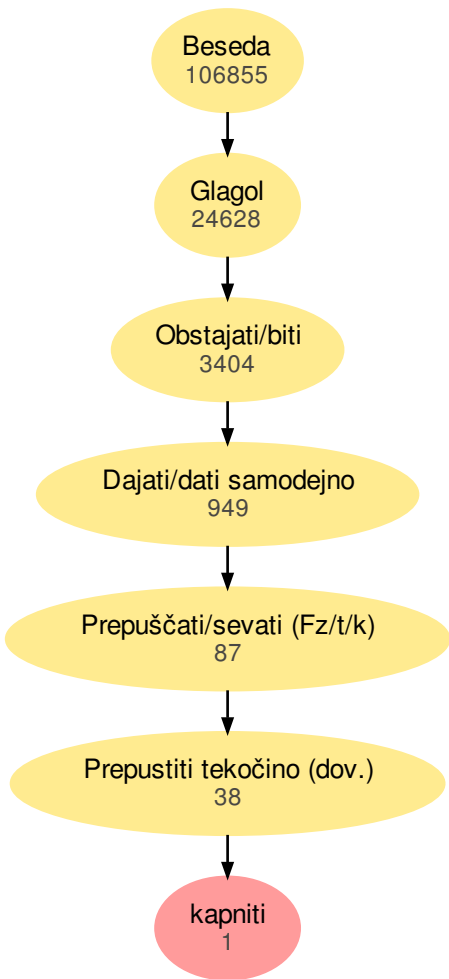 Beseda
106855
Glagol
24628
Obstajati/biti
3404
Dajati/dati samodejno
949
Prepuščati/sevati (Fz/t/k)
87
Prepustiti tekočino (dov.)
38
kapniti
1